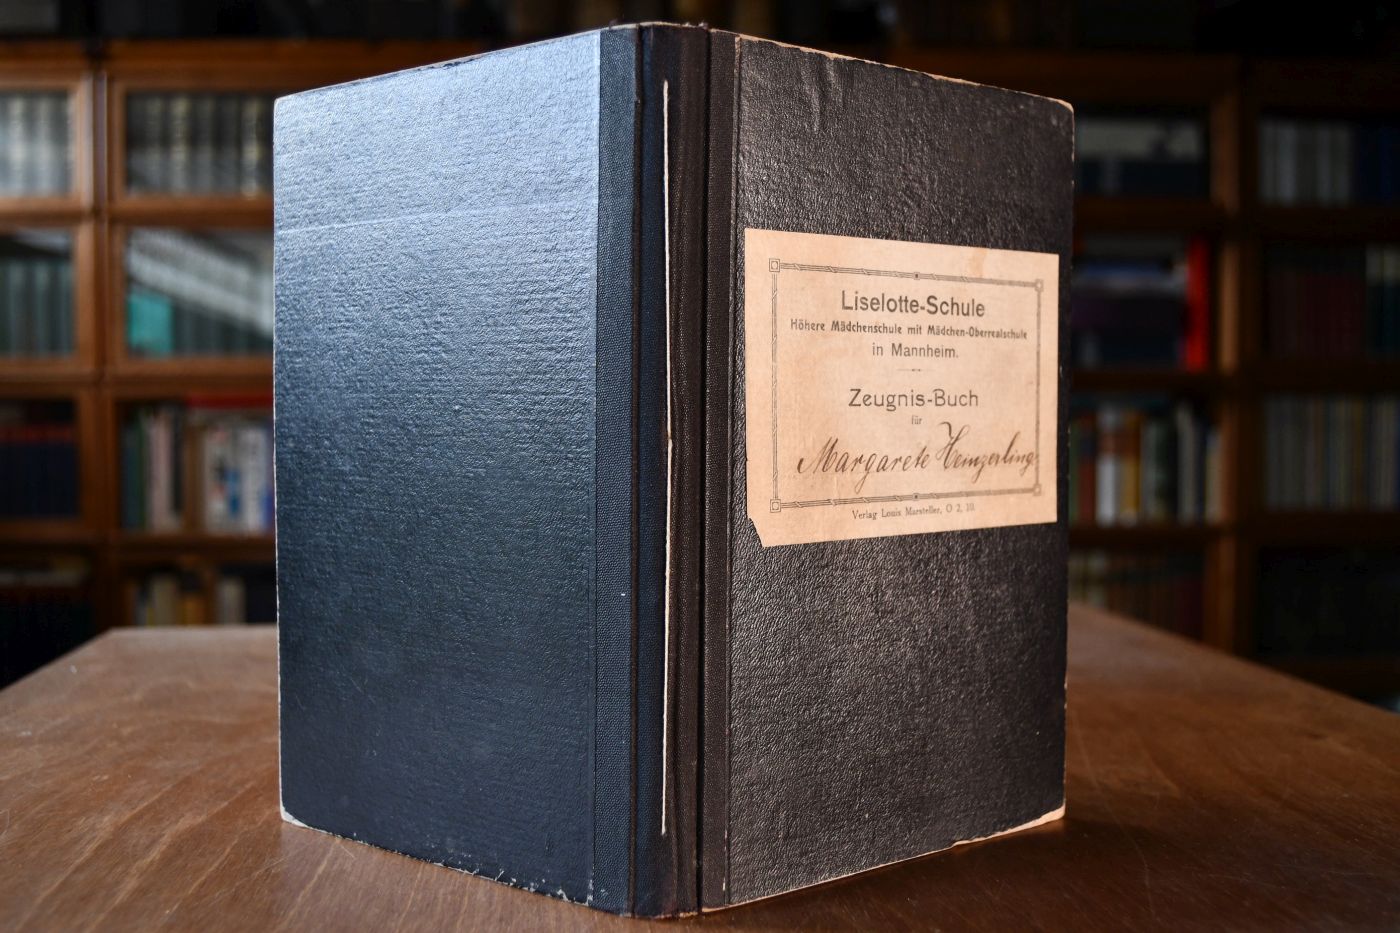 Liselotte-Schule
Höhere Mädchenschule mit Mädchen-Oberrealschule
in Mannheim.
Zeugnis-Buch
für
Margarete Heinzerling
Verlag Louis Marsteller, O 2, 10.